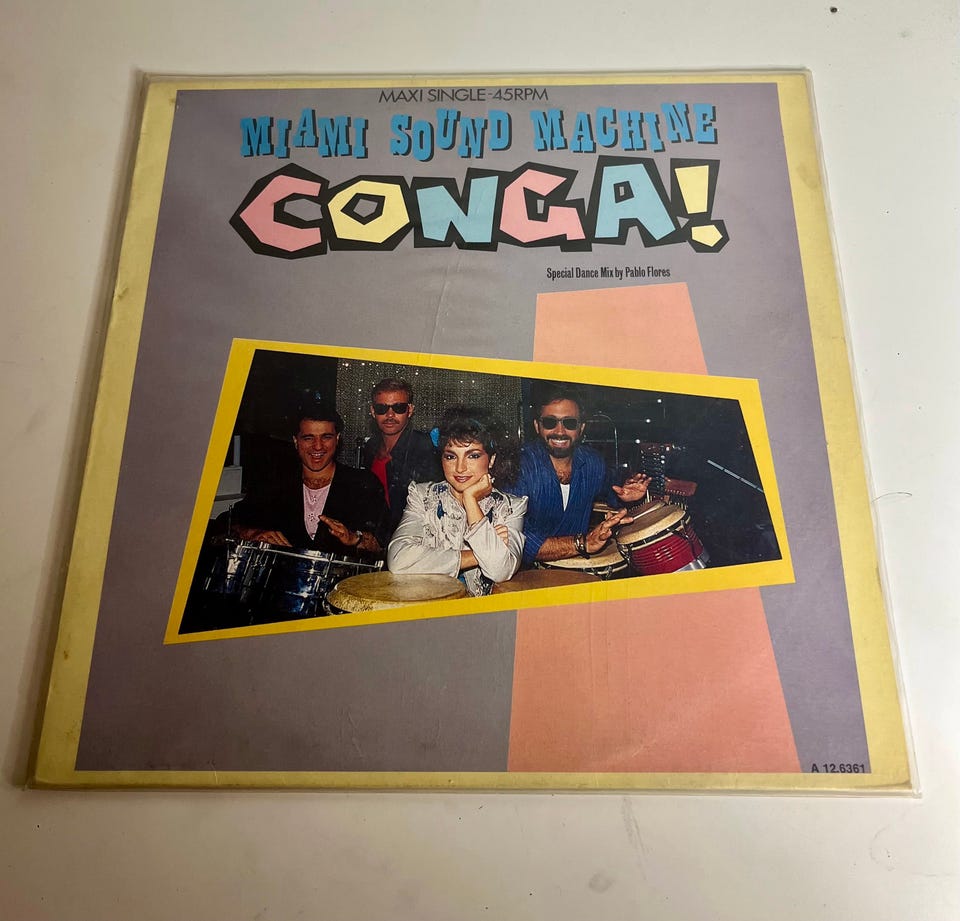 MAXI SINGLE-45RPM
MIAMI SOUND MACHINE
CONGA!
Special Dance Mix by Pablo Flores
A 12.6361